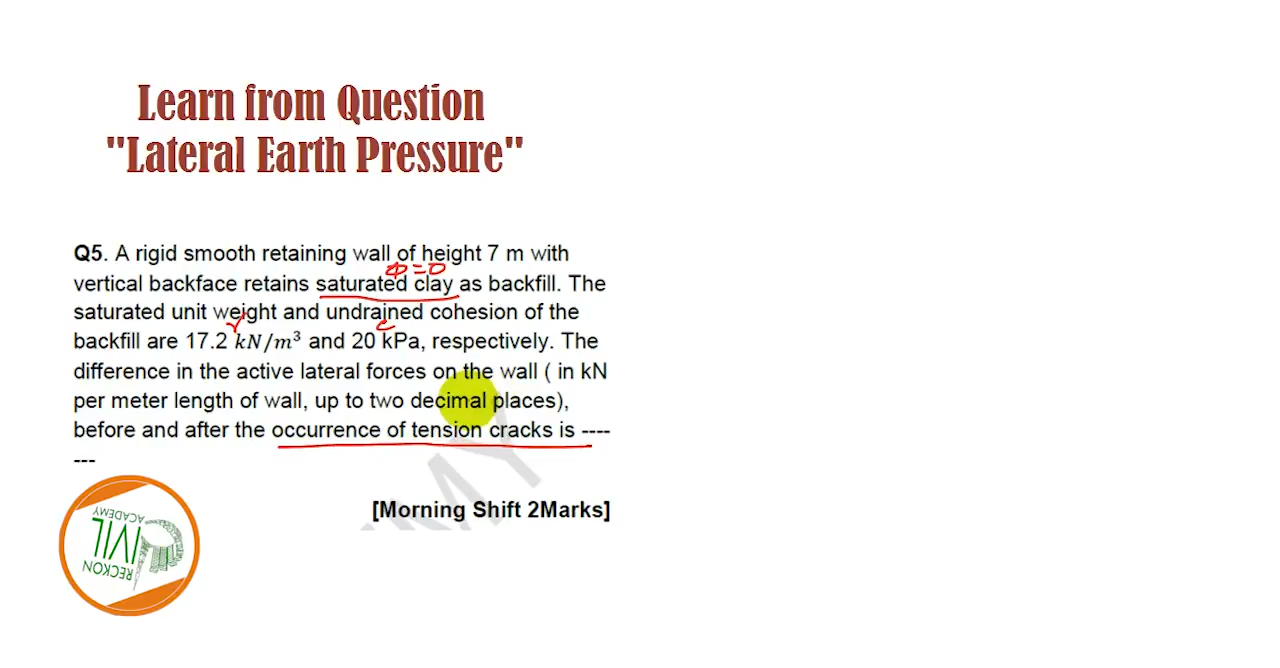 Learn from Question
"Lateral Earth Pressure"
Q5. A rigid smooth retaining wall of height 7 m with
Φ=0
vertical backface retains saturated clay as backfill. The
saturated unit weight and undrained cohesion of the
c
backfill are 17.2 kN/m³ and 20 kPa, respectively. The
difference in the active lateral forces on the wall ( in kN
per meter length of wall, up to two decimal places),
before and after the occurrence of tension cracks is ----
---
[Morning Shift 2Marks]
RECKON
CIVIL
ACADEMY
MY